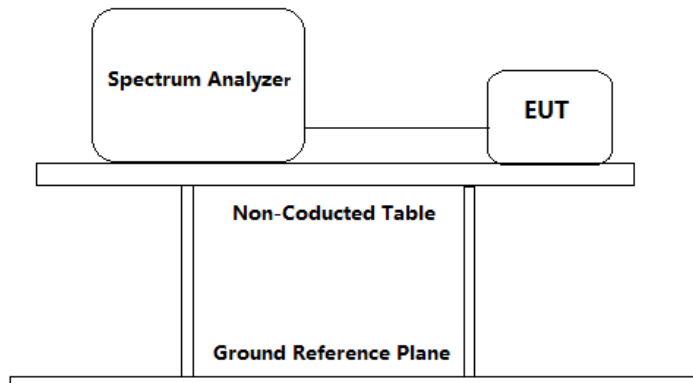 Spectrum Analyzer
EUT
Non-Coducted Table
Ground Reference Plane